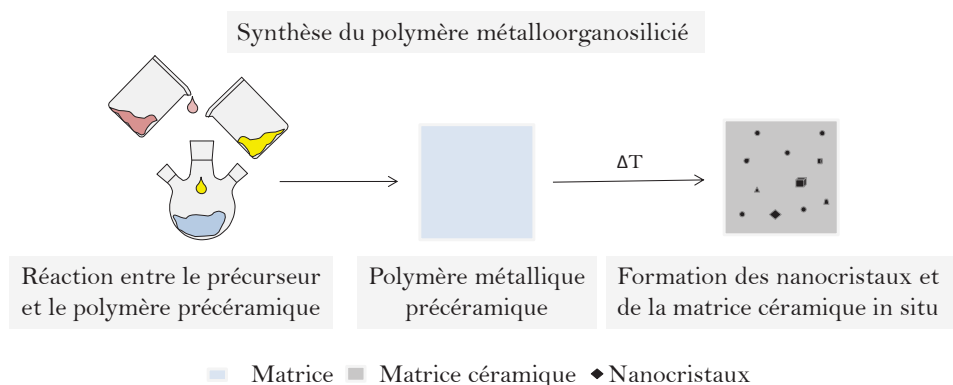 Synthèse du polymère métalloorganosilicié
ΔT
Réaction entre le précurseur
et le polymère précéramique
Polymère métallique
précéramique
Formation des nanocristaux et
de la matrice céramique in situ
Matrice Matrice céramique Nanocristaux